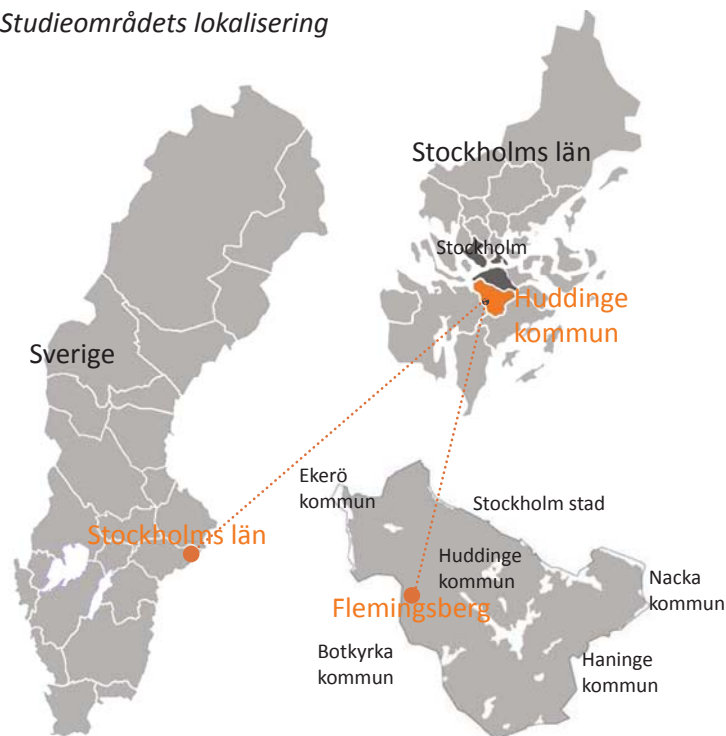 Studieområdets lokalisering
Stockholms län
Stockholm
Huddinge
kommun
Sverige
Stockholms län
Ekerö
kommun
Stockholm stad
Huddinge
kommun
Nacka
kommun
Flemingsberg
Botkyrka
kommun
Haninge
kommun